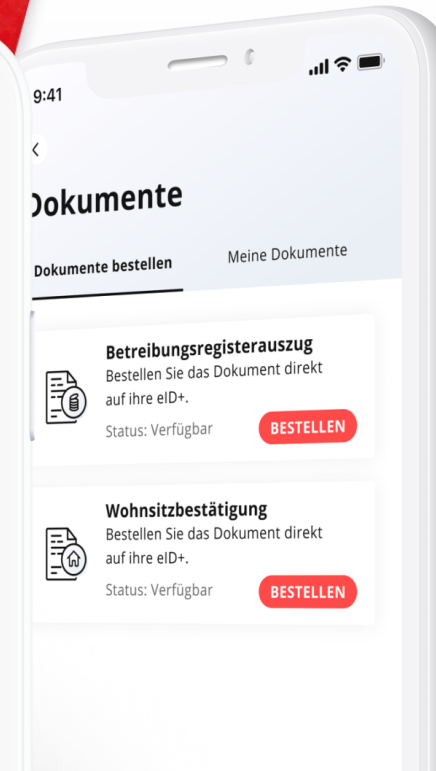 9:41
Dokumente
Dokumente bestellen
Meine Dokumente
Betreibungsregisterauszug
Bestellen Sie das Dokument direkt
auf ihre eID+.
Status: Verfügbar
BESTELLEN
Wohnsitzbestätigung
Bestellen Sie das Dokument direkt
auf ihre eID+.
Status: Verfügbar
BESTELLEN